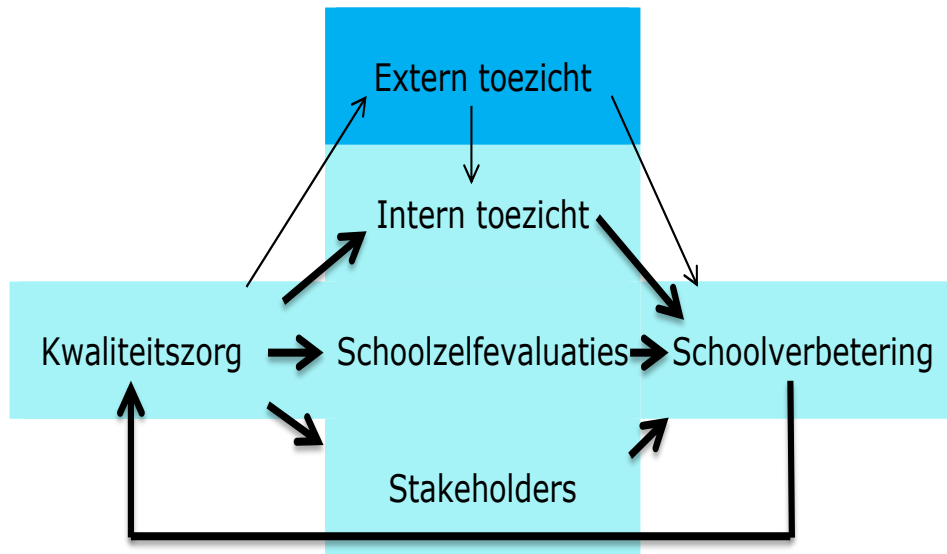 Extern toezicht
Intern toezicht
Kwaliteitszorg
Schoolzelfevaluaties
Schoolverbetering
Stakeholders